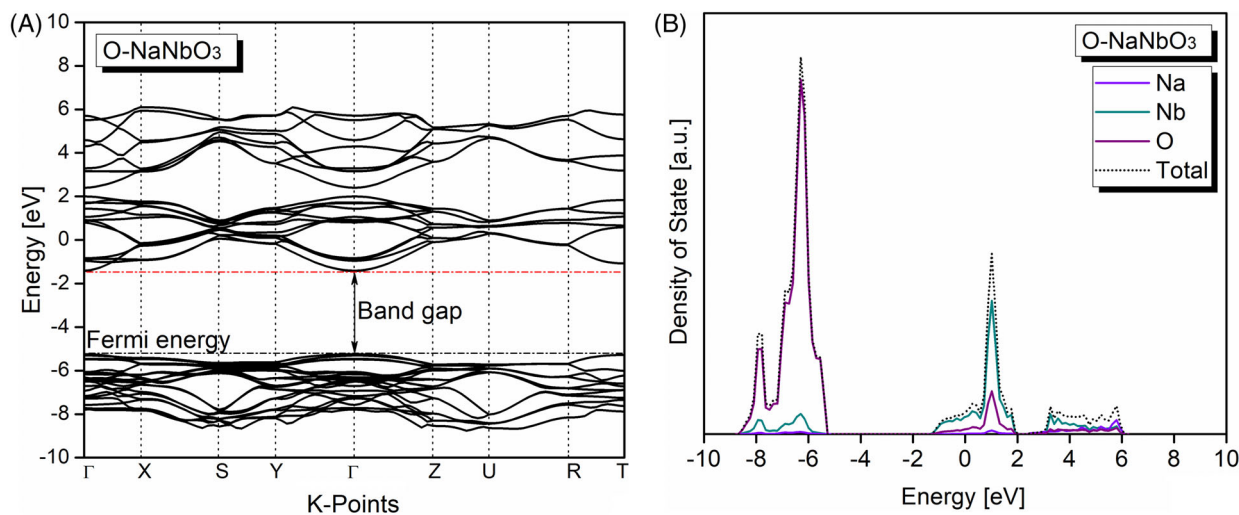 (A)
O-NaNbO3
Energy [eV]
10
8
6
4
2
0
-2
-4
-6
-8
-10
Band gap
Fermi energy
Γ X S Y Γ Z U R T
K-Points
(B)
O-NaNbO3
Na
Nb
O
Total
Density of State [a.u.]
-10 -8 -6 -4 -2 0 2 4 6 8 10
Energy [eV]